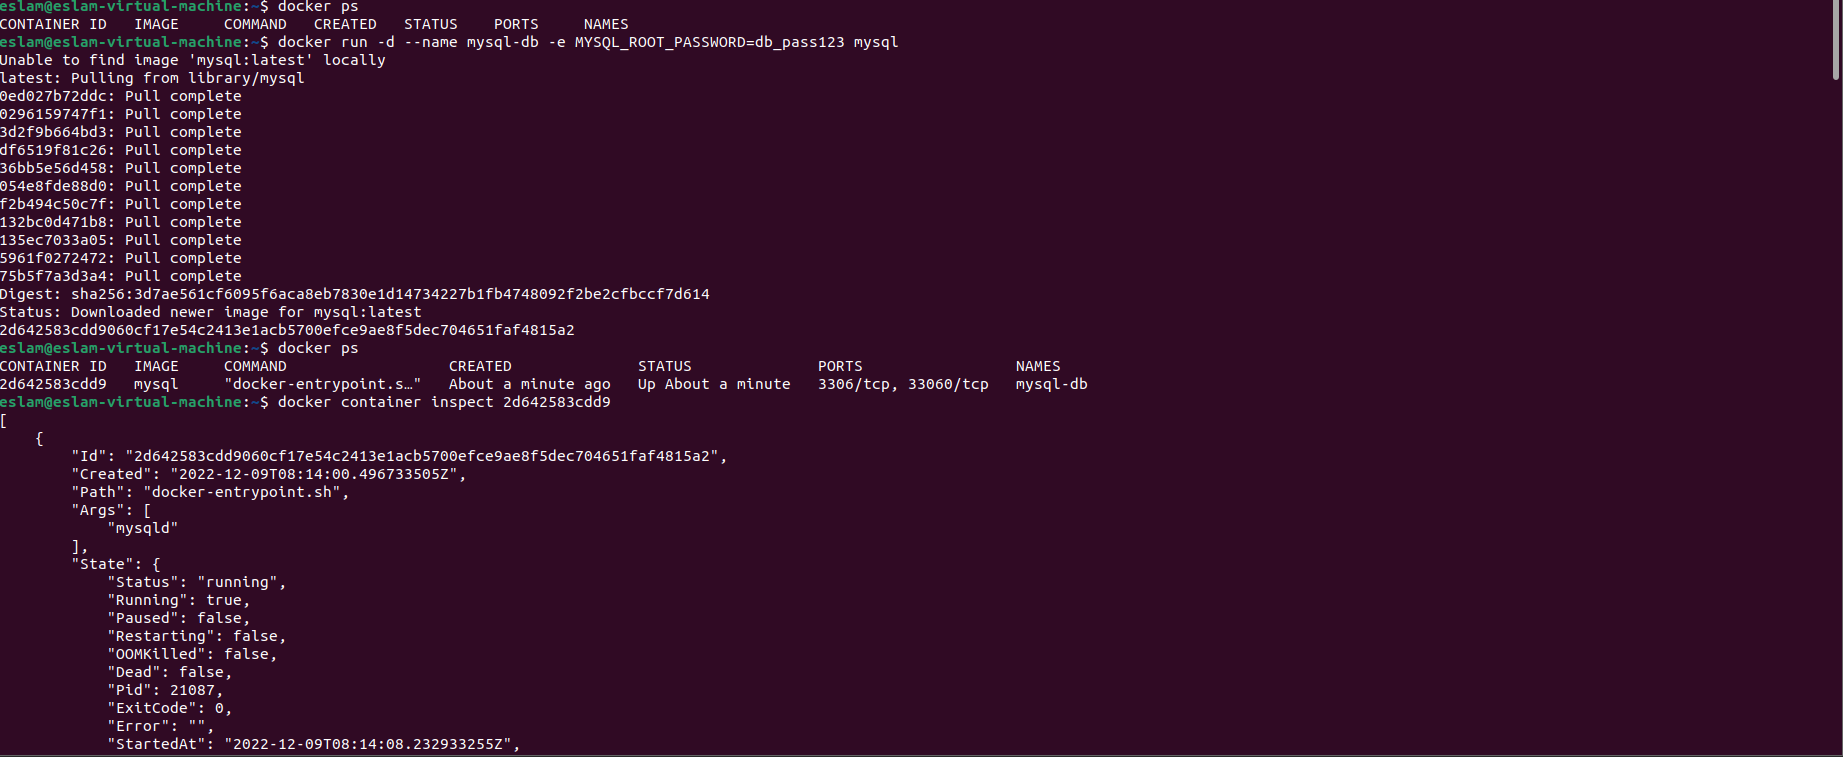 eslam@eslam-virtual-machine:~$ docker ps
CONTAINER ID   IMAGE     COMMAND   CREATED   STATUS    PORTS     NAMES
eslam@eslam-virtual-machine:~$ docker run -d --name mysql-db -e MYSQL_ROOT_PASSWORD=db_pass123 mysql
Unable to find image 'mysql:latest' locally
latest: Pulling from library/mysql
0ed027b72ddc: Pull complete
0296159747f1: Pull complete
3d2f9b664bd3: Pull complete
df6519f81c26: Pull complete
36bb5e56d458: Pull complete
054e8fde88d0: Pull complete
f2b494c50c7f: Pull complete
132bc0d471b8: Pull complete
135ec7033a05: Pull complete
5961f0272472: Pull complete
75b5f7a3d3a4: Pull complete
Digest: sha256:3d7ae561cf6095f6aca8eb7830e1d14734227b1fb4748092f2be2cfbccf7d614
Status: Downloaded newer image for mysql:latest
2d642583cdd9060cf17e54c2413e1acb5700efce9ae8f5dec704651faf4815a2
eslam@eslam-virtual-machine:~$ docker ps
CONTAINER ID   IMAGE     COMMAND                  CREATED              STATUS              PORTS                 NAMES
2d642583cdd9   mysql     "docker-entrypoint.s…"   About a minute ago   Up About a minute   3306/tcp, 33060/tcp   mysql-db
eslam@eslam-virtual-machine:~$ docker container inspect 2d642583cdd9
[
    {
        "Id": "2d642583cdd9060cf17e54c2413e1acb5700efce9ae8f5dec704651faf4815a2",
        "Created": "2022-12-09T08:14:00.496733505Z",
        "Path": "docker-entrypoint.sh",
        "Args": [
            "mysqld"
        ],
        "State": {
            "Status": "running",
            "Running": true,
            "Paused": false,
            "Restarting": false,
            "OOMKilled": false,
            "Dead": false,
            "Pid": 21087,
            "ExitCode": 0,
            "Error": "",
            "StartedAt": "2022-12-09T08:14:08.232933255Z",